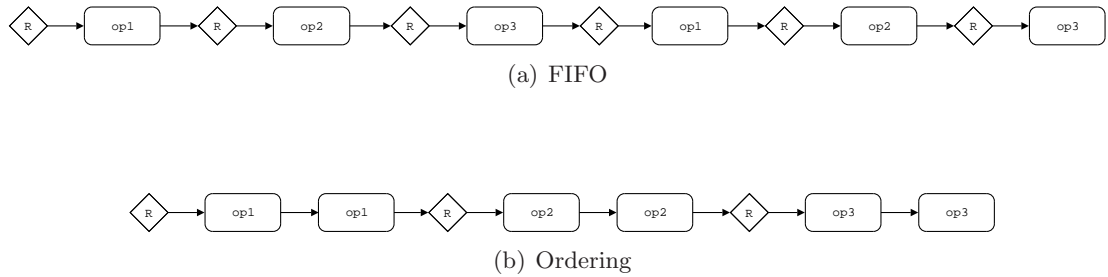 R op1 R op2 R op3 R op1 R op2 R op3
(a) FIFO
R op1 op1 R op2 op2 R op3 op3
(b) Ordering